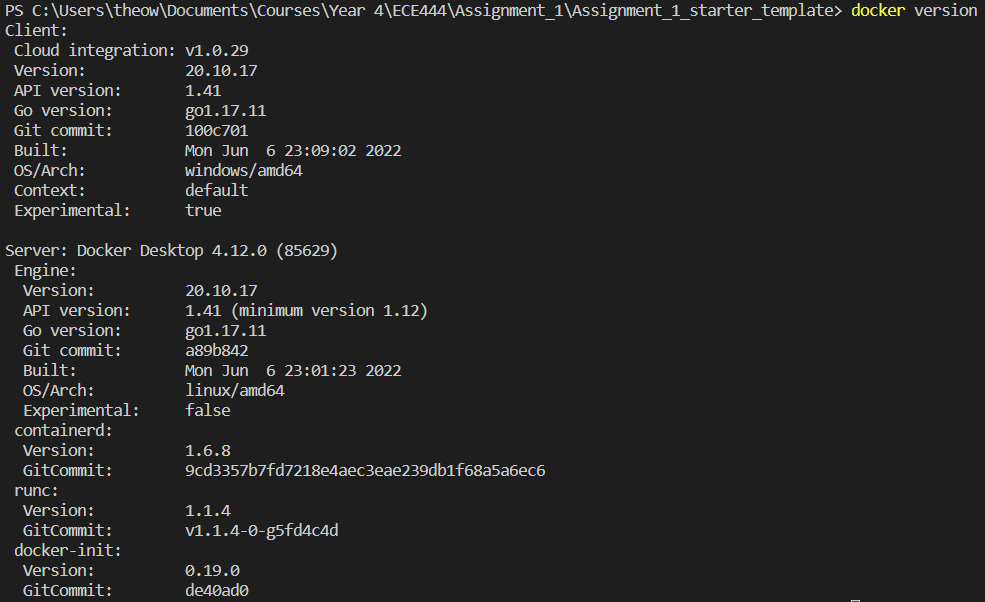 PS C:\Users\theow\Documents\Courses\Year 4\ECE444\Assignment_1\Assignment_1_starter_template> docker version
Client:
 Cloud integration: v1.0.29
 Version:           20.10.17
 API version:       1.41
 Go version:        go1.17.11
 Git commit:        100c701
 Built:             Mon Jun  6 23:09:02 2022
 OS/Arch:           windows/amd64
 Context:           default
 Experimental:      true

Server: Docker Desktop 4.12.0 (85629)
 Engine:
  Version:          20.10.17
  API version:      1.41 (minimum version 1.12)
  Go version:       go1.17.11
  Git commit:       a89b842
  Built:            Mon Jun  6 23:01:23 2022
  OS/Arch:          linux/amd64
  Experimental:     false
 containerd:
  Version:          1.6.8
  GitCommit:        9cd3357b7fd7218e4aec3eae239db1f68a5a6ec6
 runc:
  Version:          1.1.4
  GitCommit:        v1.1.4-0-g5fd4c4d
 docker-init:
  Version:          0.19.0
  GitCommit:        de40ad0